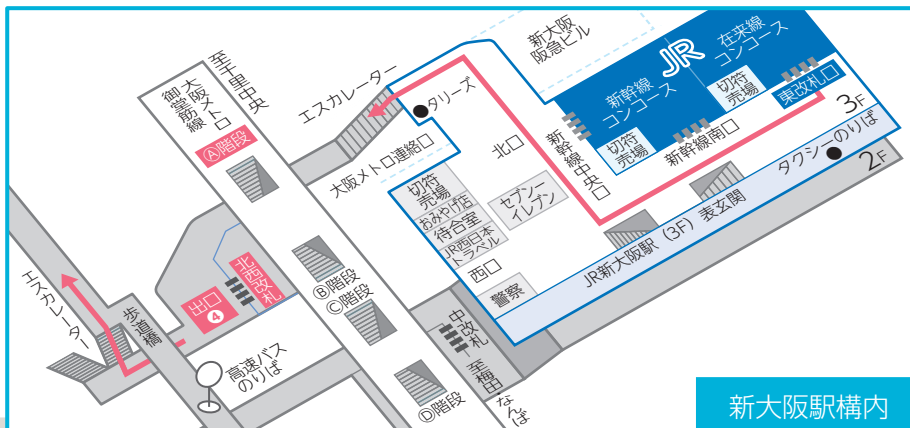 新大阪
阪急ビル
JR
在来線
コンコース
新幹線
コンコース
切符
売場
東改札口
切符
売場
新幹線南口
新幹線中央口
3F
タクシーのりば
2F
JR新大阪駅(3F)表玄関
北口
セブン−
イレブン
●タリーズ
エスカレーター
大阪メトロ連絡口
切符
売場
おみやげ店
待合室
JR西日本
トラベル
西口
警察
至千里中央
大阪メトロ
御堂筋線
Ⓐ階段
Ⓑ階段
Ⓒ階段
Ⓓ階段
中改札
至梅田
なんば
北西改札
出口
❹
エスカレーター
歩道橋
高速バス
のりば
新大阪駅構内